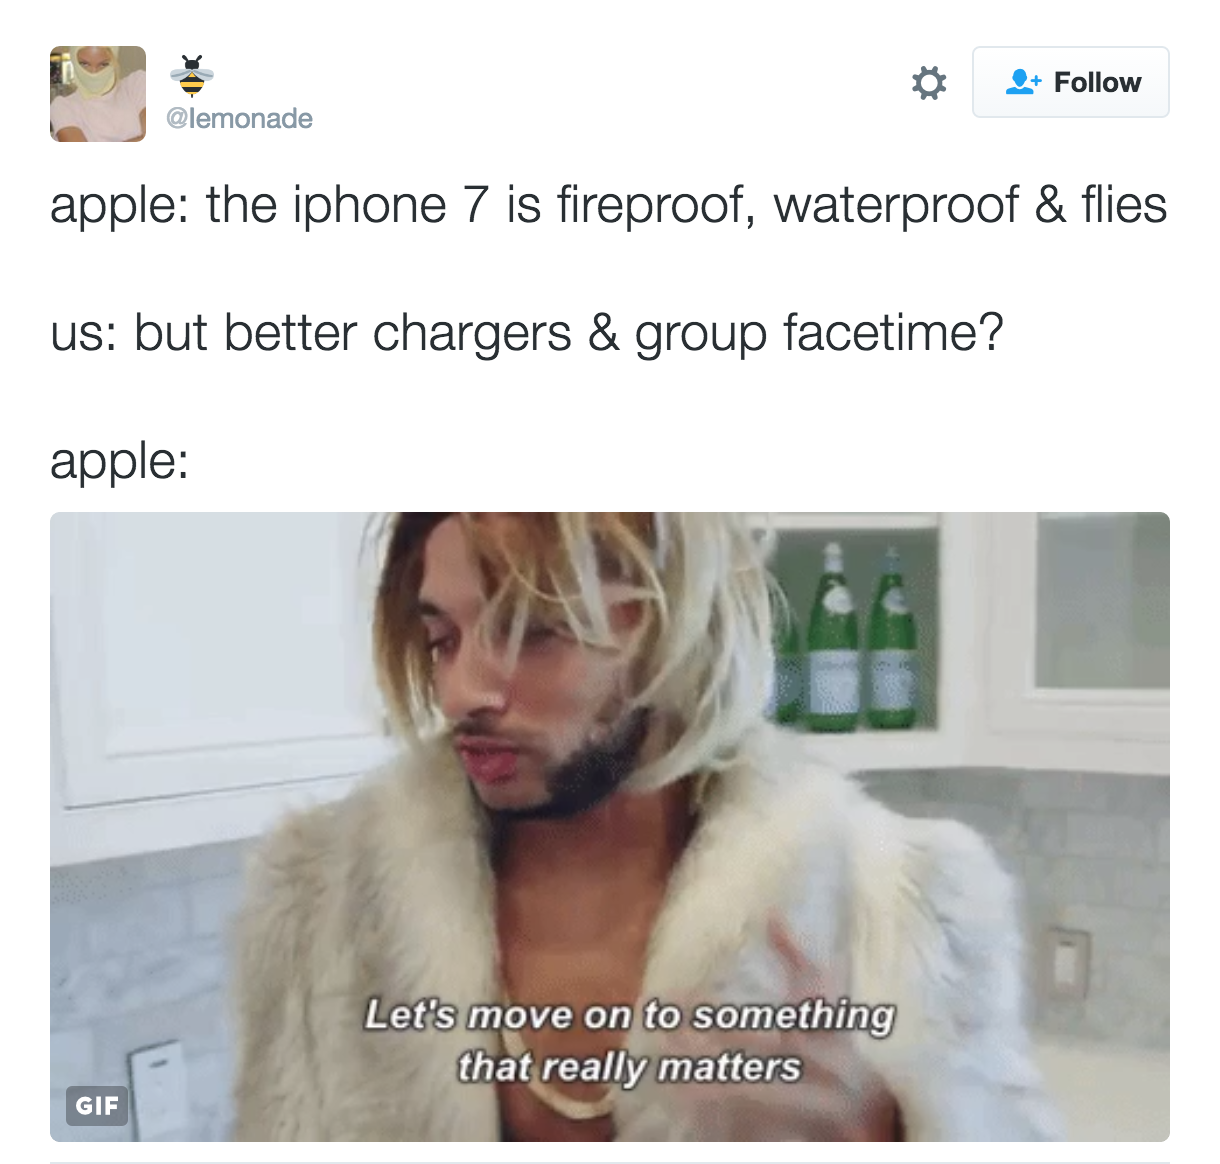 🐝
@lemonade
Follow
apple: the iphone 7 is fireproof, waterproof & flies
us: but better chargers & group facetime?
apple:
Let's move on to something
that really matters
GIF